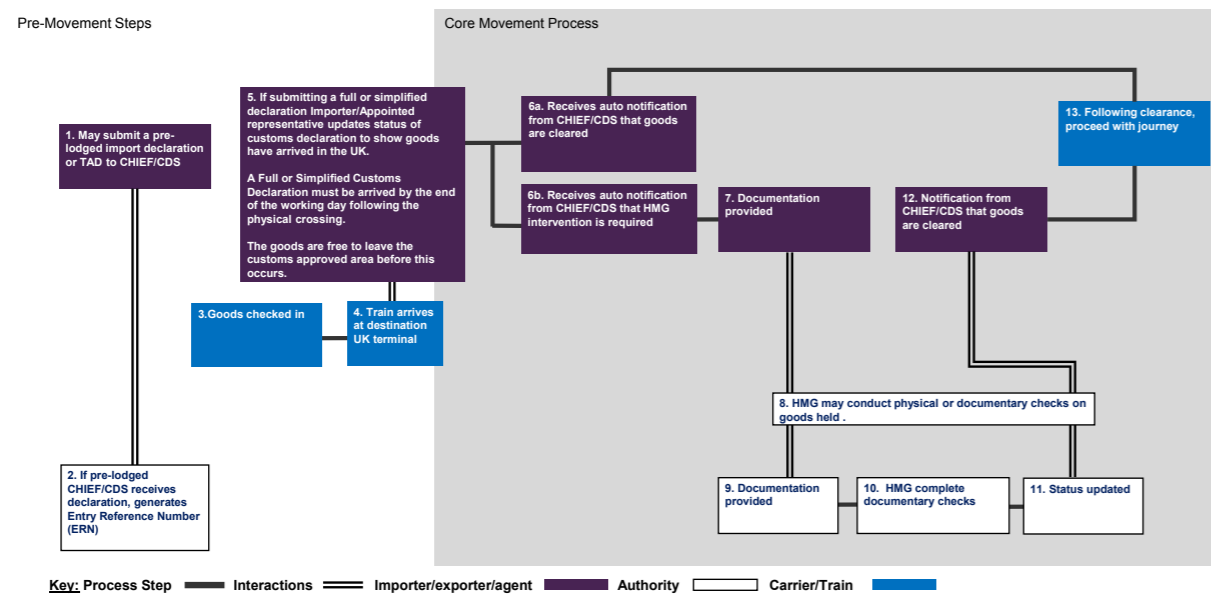 Pre-Movement Steps
Core Movement Process
1. May submit a pre-
lodged import declaration
or TAD to CHIEF/CDS
2. If pre-lodged
CHIEF/CDS receives
declaration, generates
Entry Reference Number
(ERN)
3.Goods checked in
4. Train arrives
at destination
UK terminal
5. If submitting a full or simplified
declaration Importer/Appointed
representative updates status of
customs declaration to show goods
have arrived in the UK.
A Full or Simplified Customs
Declaration must be arrived by the end
of the working day following the
physical crossing.
The goods are free to leave the
customs approved area before this
occurs.
6a. Receives auto notification
from CHIEF/CDS that goods
are cleared
6b. Receives auto notification
from CHIEF/CDS that HMG
intervention is required
7. Documentation
provided
8. HMG may conduct physical or documentary checks on
goods held .
9. Documentation
provided
10. HMG complete
documentary checks
11. Status updated
12. Notification from
CHIEF/CDS that goods
are cleared
13. Following clearance,
proceed with journey
Key: Process Step Interactions Importer/exporter/agent Authority Carrier/Train